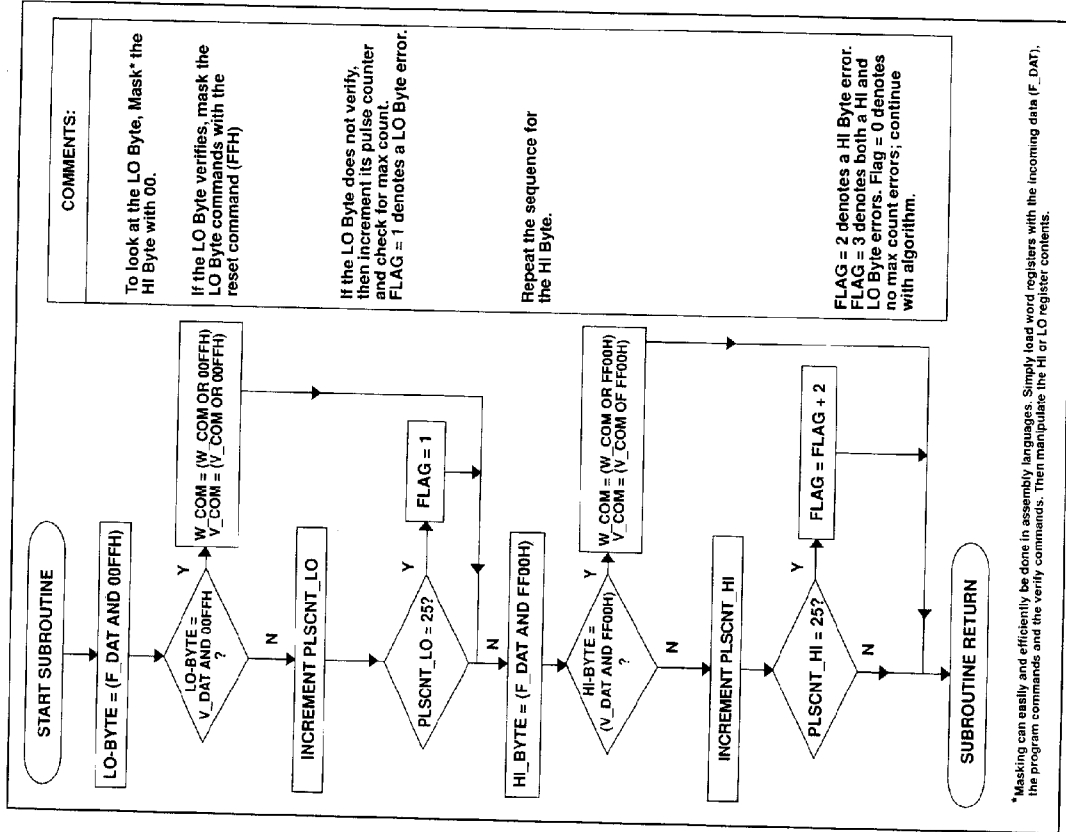 START SUBROUTINE
LO-BYTE = (F_DAT AND 00FFH)
LO-BYTE =
V_DAT AND 00FFH
?
Y
W_COM = (W_COM OR 00FFH)
V_COM = (V_COM OR 00FFH)
N
INCREMENT PLSCNT_LO
PLSCNT_LO = 25?
Y
FLAG = 1
N
HI_BYTE = (F_DAT AND FF00H)
HI-BYTE =
(V_DAT AND FF00H)
?
Y
W_COM = (W_COM OR FF00H)
V_COM = (V_COM OF FF00H)
N
INCREMENT PLSCNT_HI
PLSCNT_HI = 25?
Y
FLAG = FLAG + 2
N
SUBROUTINE RETURN
COMMENTS:
To look at the LO Byte, Mask* the
HI Byte with 00.
If the LO Byte verifies, mask the
LO Byte commands with the
reset command (FFH)
If the LO Byte does not verify,
then increment its pulse counter
and check for max count.
FLAG = 1 denotes a LO Byte error.
Repeat the sequence for
the HI Byte.
FLAG = 2 denotes a HI Byte error.
FLAG = 3 denotes both a HI and
LO Byte errors. Flag = 0 denotes
no max count errors; continue
with algorithm.
*Masking can easily and efficiently be done in assembly languages. Simply load word registers with the incoming data (F_DAT),
the program commands and the verify commands. Then manipulate the HI or LO register contents.